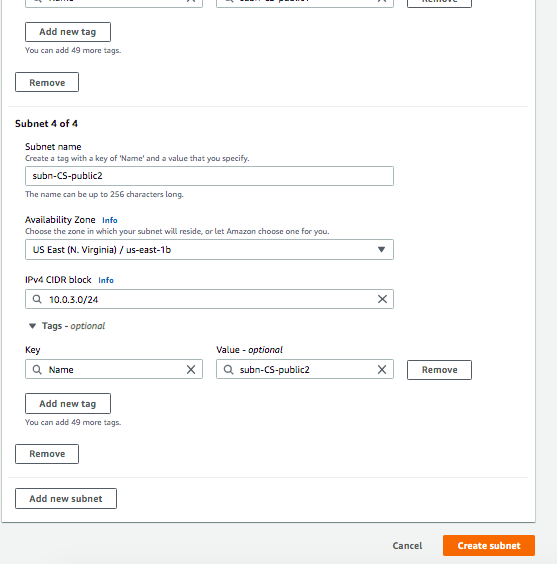 Add new tag
You can add 49 more tags.
Remove
Subnet 4 of 4
Subnet name
Create a tag with a key of 'Name' and a value that you specify.
subn-CS-public2
The name can be up to 256 characters long.
Availability Zone Info
Choose the zone in which your subnet will reside, or let Amazon choose one for you.
US East (N. Virginia) / us-east-1b
IPv4 CIDR block Info
10.0.3.0/24
Tags - optional
Key Value - optional
Name subn-CS-public2 Remove
Add new tag
You can add 49 more tags.
Remove
Add new subnet
Cancel Create subnet